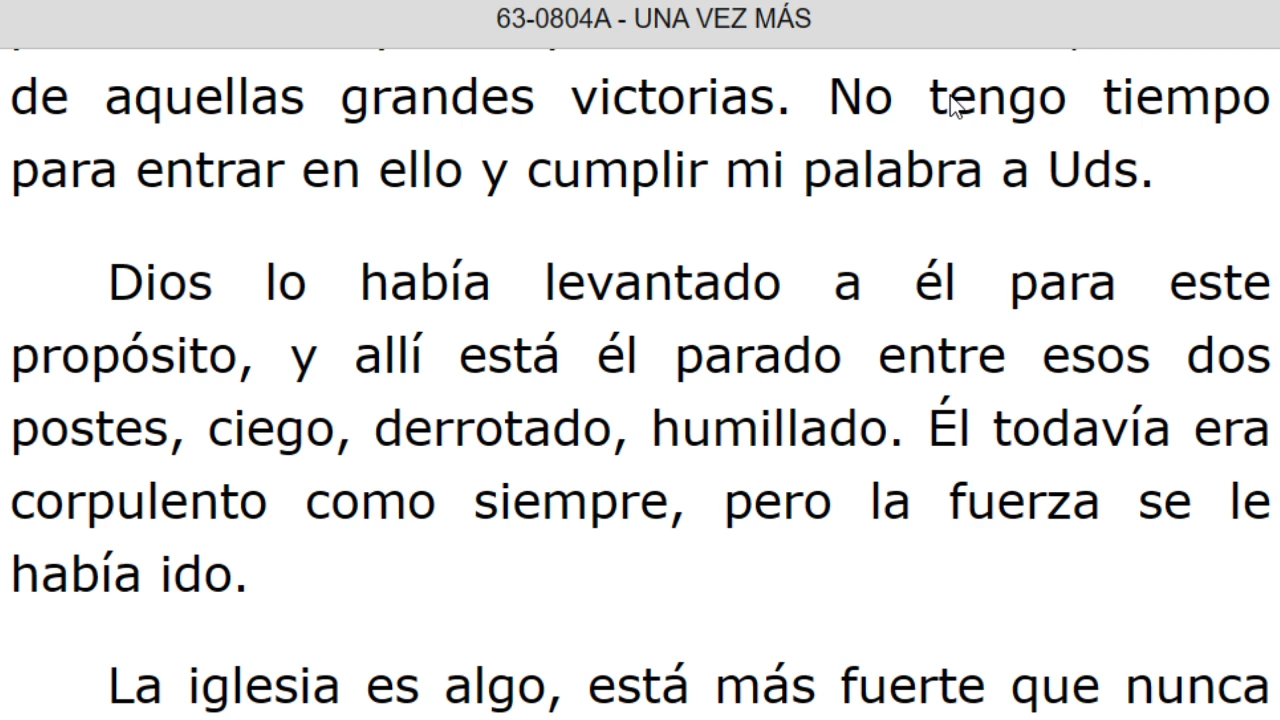 63-0804A - UNA VEZ MÁS
de aquellas grandes victorias. No tengo tiempo
para entrar en ello y cumplir mi palabra a Uds.
Dios lo había levantado a él para este
propósito, y allí está él parado entre esos dos
postes, ciego, derrotado, humillado. Él todavía era
corpulento como siempre, pero la fuerza se le
había ido.
La iglesia es algo, está más fuerte que nunca